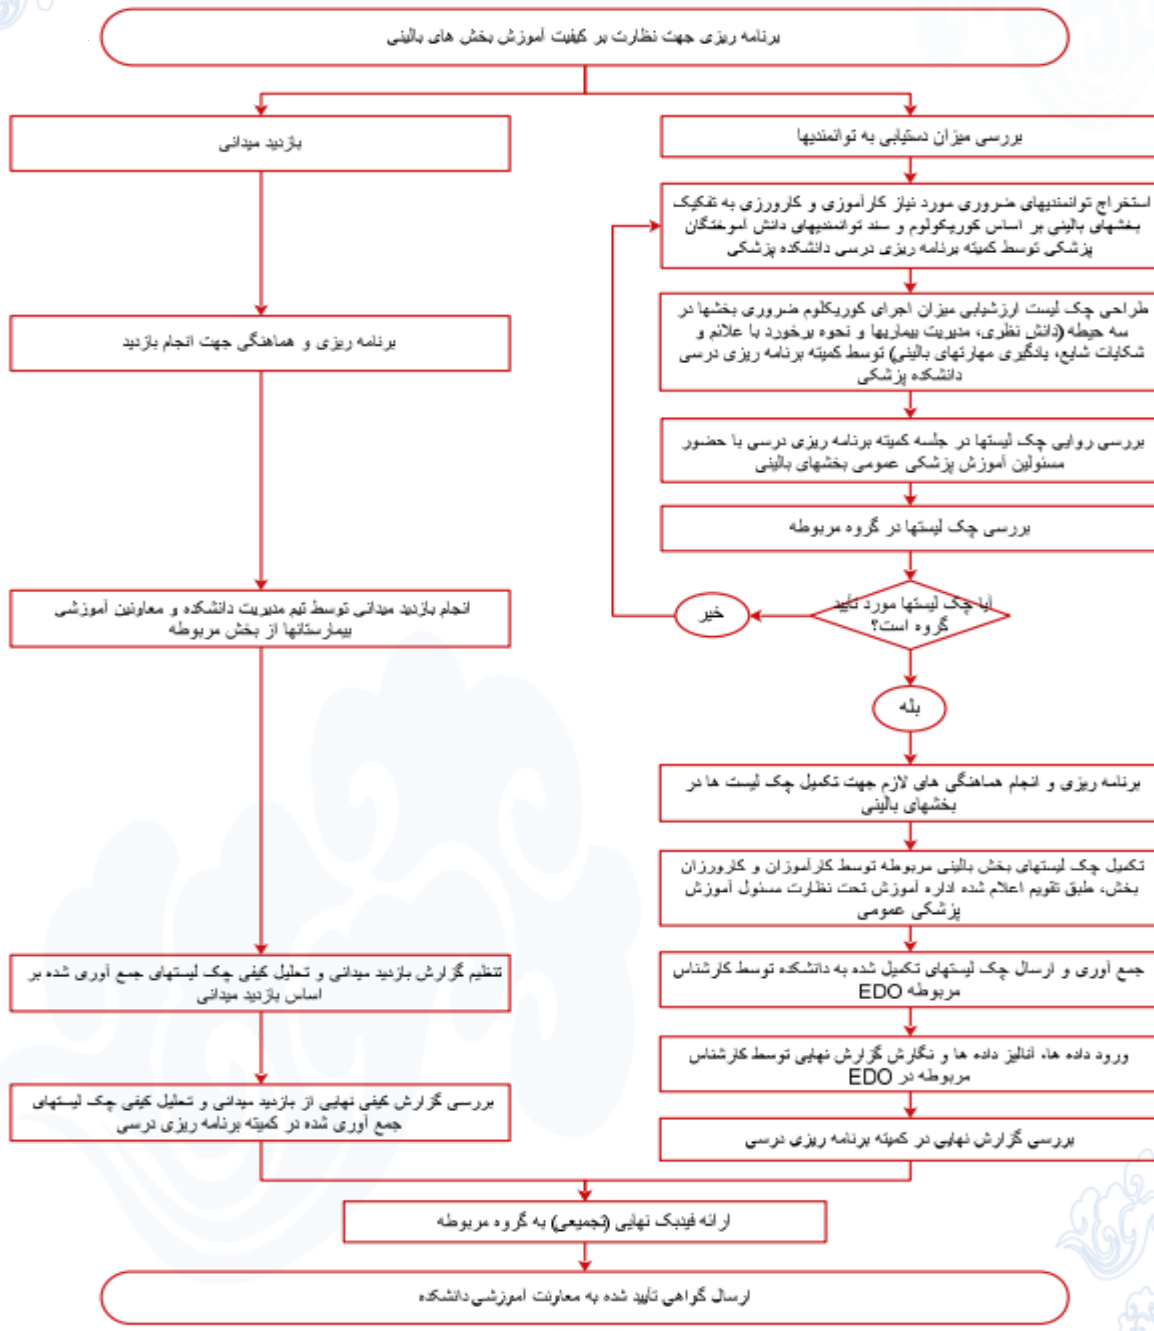 برنامه ریزی جهت نظارت بر کیفیت آموزش بخش های بالینی
بررسی میزان دستیابی به توانمندیها
استخراج توانمندیهای ضروری مورد نیاز کارآموزی و کارورزی به تفکیک
بخشهای بالینی بر اساس کوریکولوم و سند توانمندیهای دانش آموختگان
پزشکی توسط کمیته برنامه ریزی درسی دانشکده پزشکی
طراحی چک لیست ارزشیابی میزان اجرای کوریکلوم ضروری بخشها در
سه حیطه (دانش نظری، مدیریت بیماریها و نحوه برخورد با علائم و
شکایات شایع، یادگیری مهارتهای بالینی) توسط کمیته برنامه ریزی درسی
دانشکده پزشکی
بررسی روایی چک لیستها در جلسه کمیته برنامه ریزی درسی با حضور
مسئولین آموزش پزشکی عمومی بخشهای بالینی
بررسی چک لیستها در گروه مربوطه
آیا چک لیستها مورد تأیید
گروه است؟
خیر
بله
برنامه ریزی و انجام هماهنگی های لازم جهت تکمیل چک لیست ها در
بخشهای بالینی
تکمیل چک لیستهای بخش بالینی مربوطه توسط کارآموزان و کارورزان
بخش، طبق تقویم اعلام شده اداره آموزش تحت نظارت مسئول آموزش
پزشکی عمومی
جمع آوری و ارسال چک لیستهای تکمیل شده به دانشکده توسط کارشناس
مربوطه EDO
ورود داده ها، آنالیز داده ها و نگارش گزارش نهایی توسط کارشناس
مربوطه در EDO
بررسی گزارش نهایی در کمیته برنامه ریزی درسی
بازدید میدانی
برنامه ریزی و هماهنگی جهت انجام بازدید
انجام بازدید میدانی توسط تیم مدیریت دانشکده و معاونین آموزشی
بیمارستانها از بخش مربوطه
تنظیم گزارش بازدید میدانی و تحلیل کیفی چک لیستهای جمع آوری شده بر
اساس بازدید میدانی
بررسی گزارش کیفی نهایی از بازدید میدانی و تحلیل کیفی چک لیستهای
جمع آوری شده در کمیته برنامه ریزی درسی
ارائه فیدبک نهایی (تجمیعی) به گروه مربوطه
ارسال گواهی تأیید شده به معاونت آموزشی دانشکده